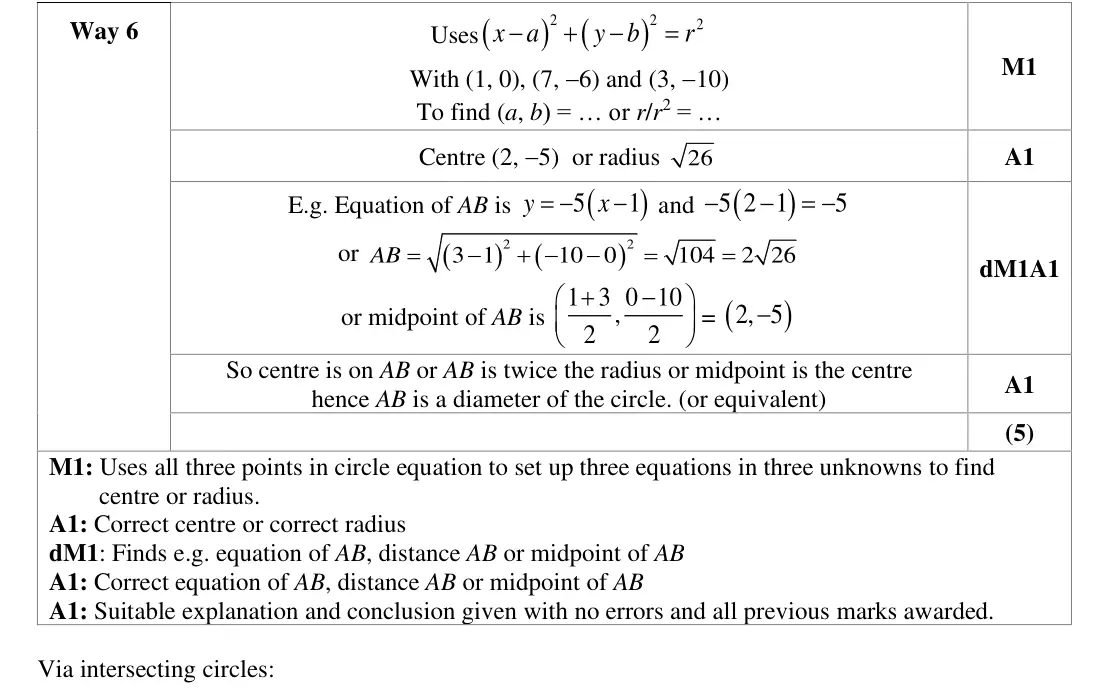 Way 6
Uses (x − a)² + (y − b)² = r²
With (1, 0), (7, –6) and (3, –10)
To find (a, b) = … or r/r² = …
M1
Centre (2, –5) or radius √26
A1
E.g. Equation of AB is y = −5(x − 1) and −5(2 − 1) = −5
or AB = √((3 − 1)² + (−10 − 0)²) = √104 = 2√26
or midpoint of AB is ((1 + 3)/2, (0 − 10)/2) = (2, −5)
dM1A1
So centre is on AB or AB is twice the radius or midpoint is the centre
hence AB is a diameter of the circle. (or equivalent)
A1
(5)
M1: Uses all three points in circle equation to set up three equations in three unknowns to find
centre or radius.
A1: Correct centre or correct radius
dM1: Finds e.g. equation of AB, distance AB or midpoint of AB
A1: Correct equation of AB, distance AB or midpoint of AB
A1: Suitable explanation and conclusion given with no errors and all previous marks awarded.
Via intersecting circles: